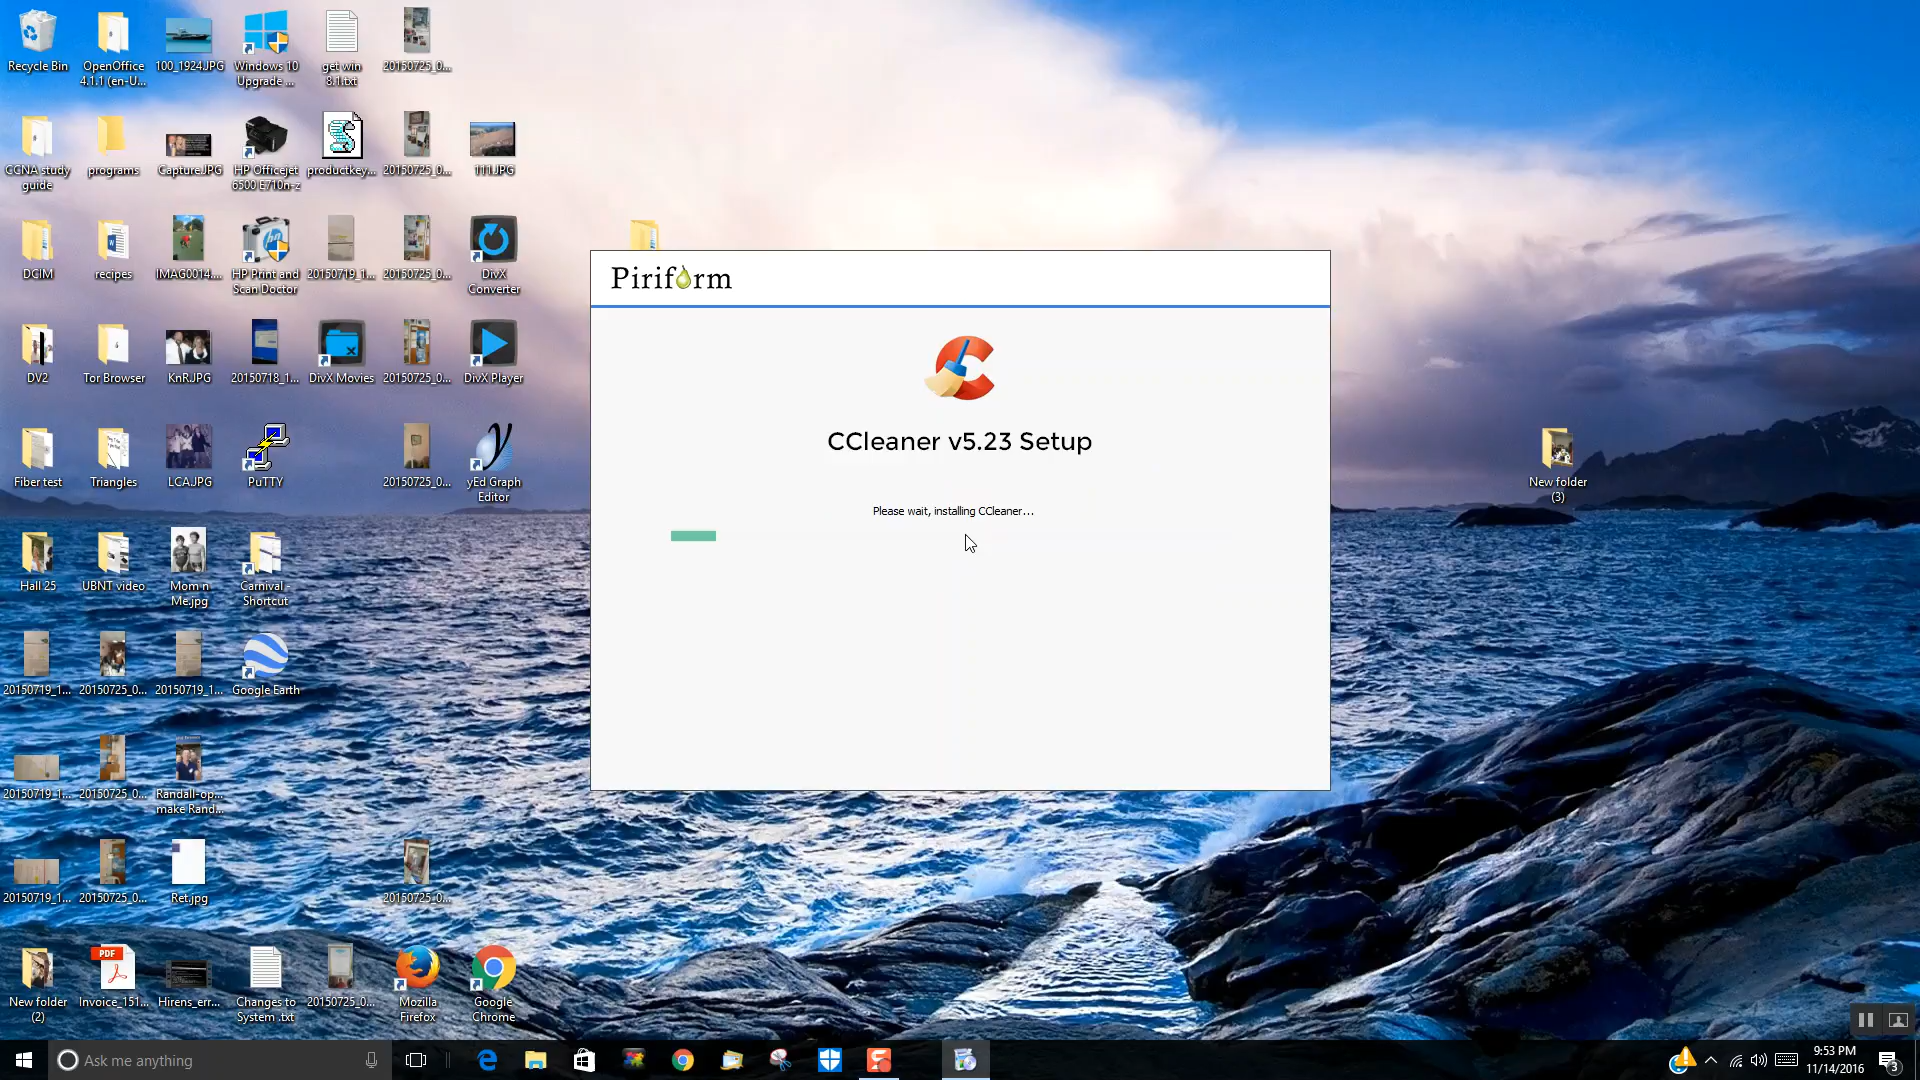 Recycle Bin
OpenOffice
4.1.1 (en-U...
100_1924.JPG
Windows 10
Upgrade ...
get win
8.1.txt
20150725_0...
CCNA study
guide
programs
Capture.JPG
HP Officejet
6500 E710n-z
productkey...
20150725_0...
111.JPG
DCIM
recipes
IMAG0014....
HP Print and
Scan Doctor
20150719_1...
20150725_0...
DivX
Converter
DV2
Tor Browser
KnR.JPG
20150718_1...
DivX Movies
20150725_0...
DivX Player
Fiber test
Triangles
LCA.JPG
PuTTY
20150725_0...
yEd Graph
Editor
Hall 25
UBNT video
Mom n
Me.jpg
Carnival -
Shortcut
20150719_1...
20150725_0...
20150719_1...
Google Earth
20150719_1...
20150725_0...
Randall-op...
make Rand...
20150719_1...
20150725_0...
Ret.jpg
20150725_0...
New folder
(2)
PDF
Invoice_151...
Hirens_err...
Changes to
System .txt
20150725_0...
Mozilla
Firefox
Google
Chrome
Piriform
CCleaner v5.23 Setup
Please wait, installing CCleaner...
New folder
(3)
Ask me anything
9:53 PM
11/14/2016
3